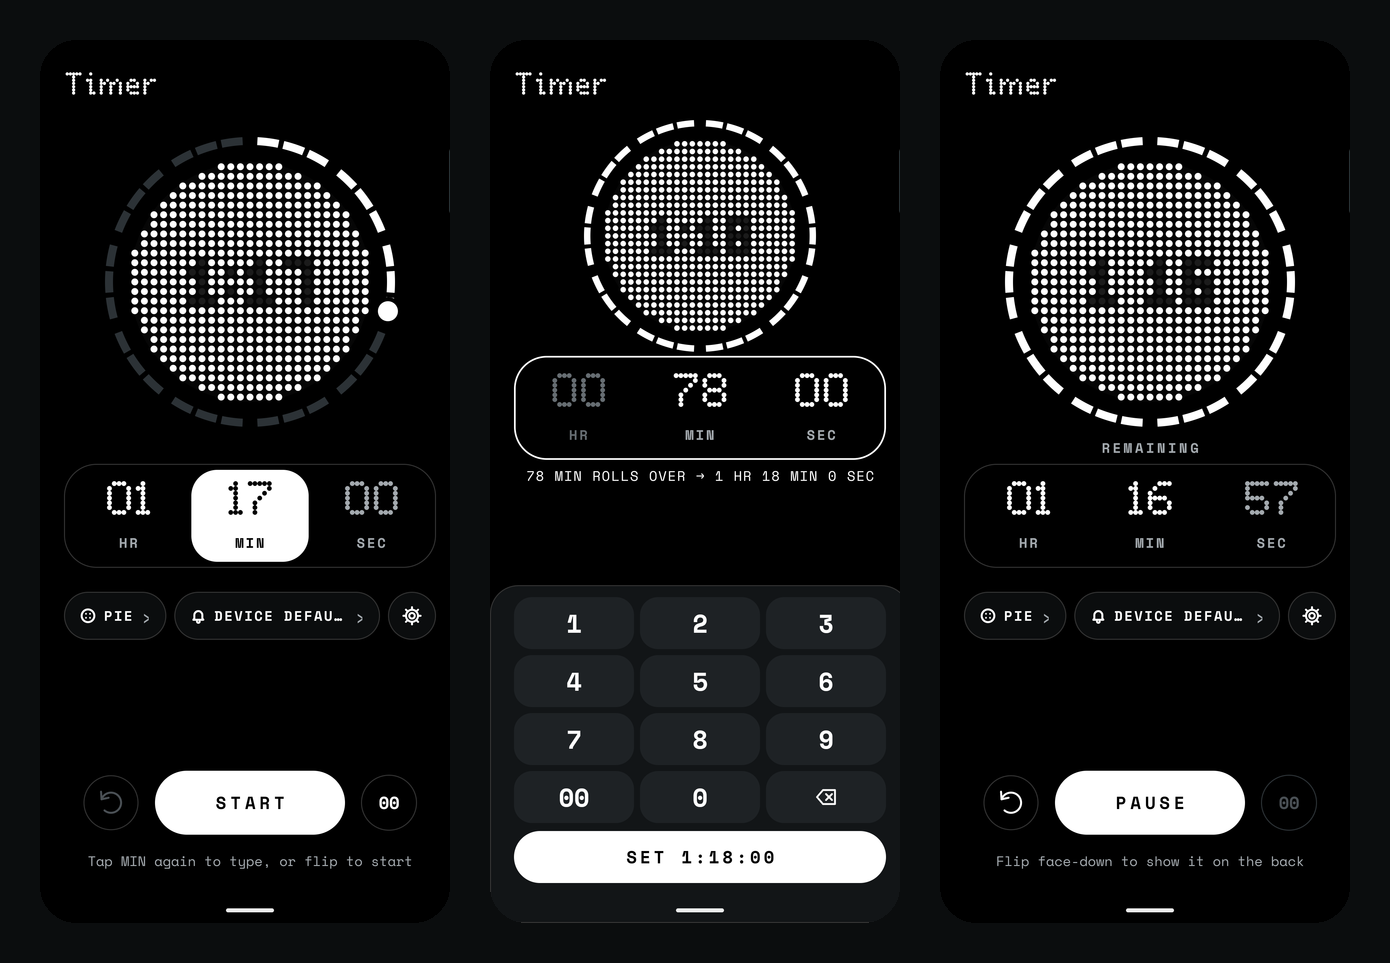 Timer
01 17 00
HR MIN SEC
PIE >
DEVICE DEFAU… >
START
00
Tap MIN again to type, or flip to start
Timer
1:18
00 78 00
HR MIN SEC
78 MIN ROLLS OVER → 1 HR 18 MIN 0 SEC
1 2 3
4 5 6
7 8 9
00 0
SET 1:18:00
Timer
REMAINING
01 16 57
HR MIN SEC
PIE >
DEVICE DEFAU… >
PAUSE
00
Flip face-down to show it on the back